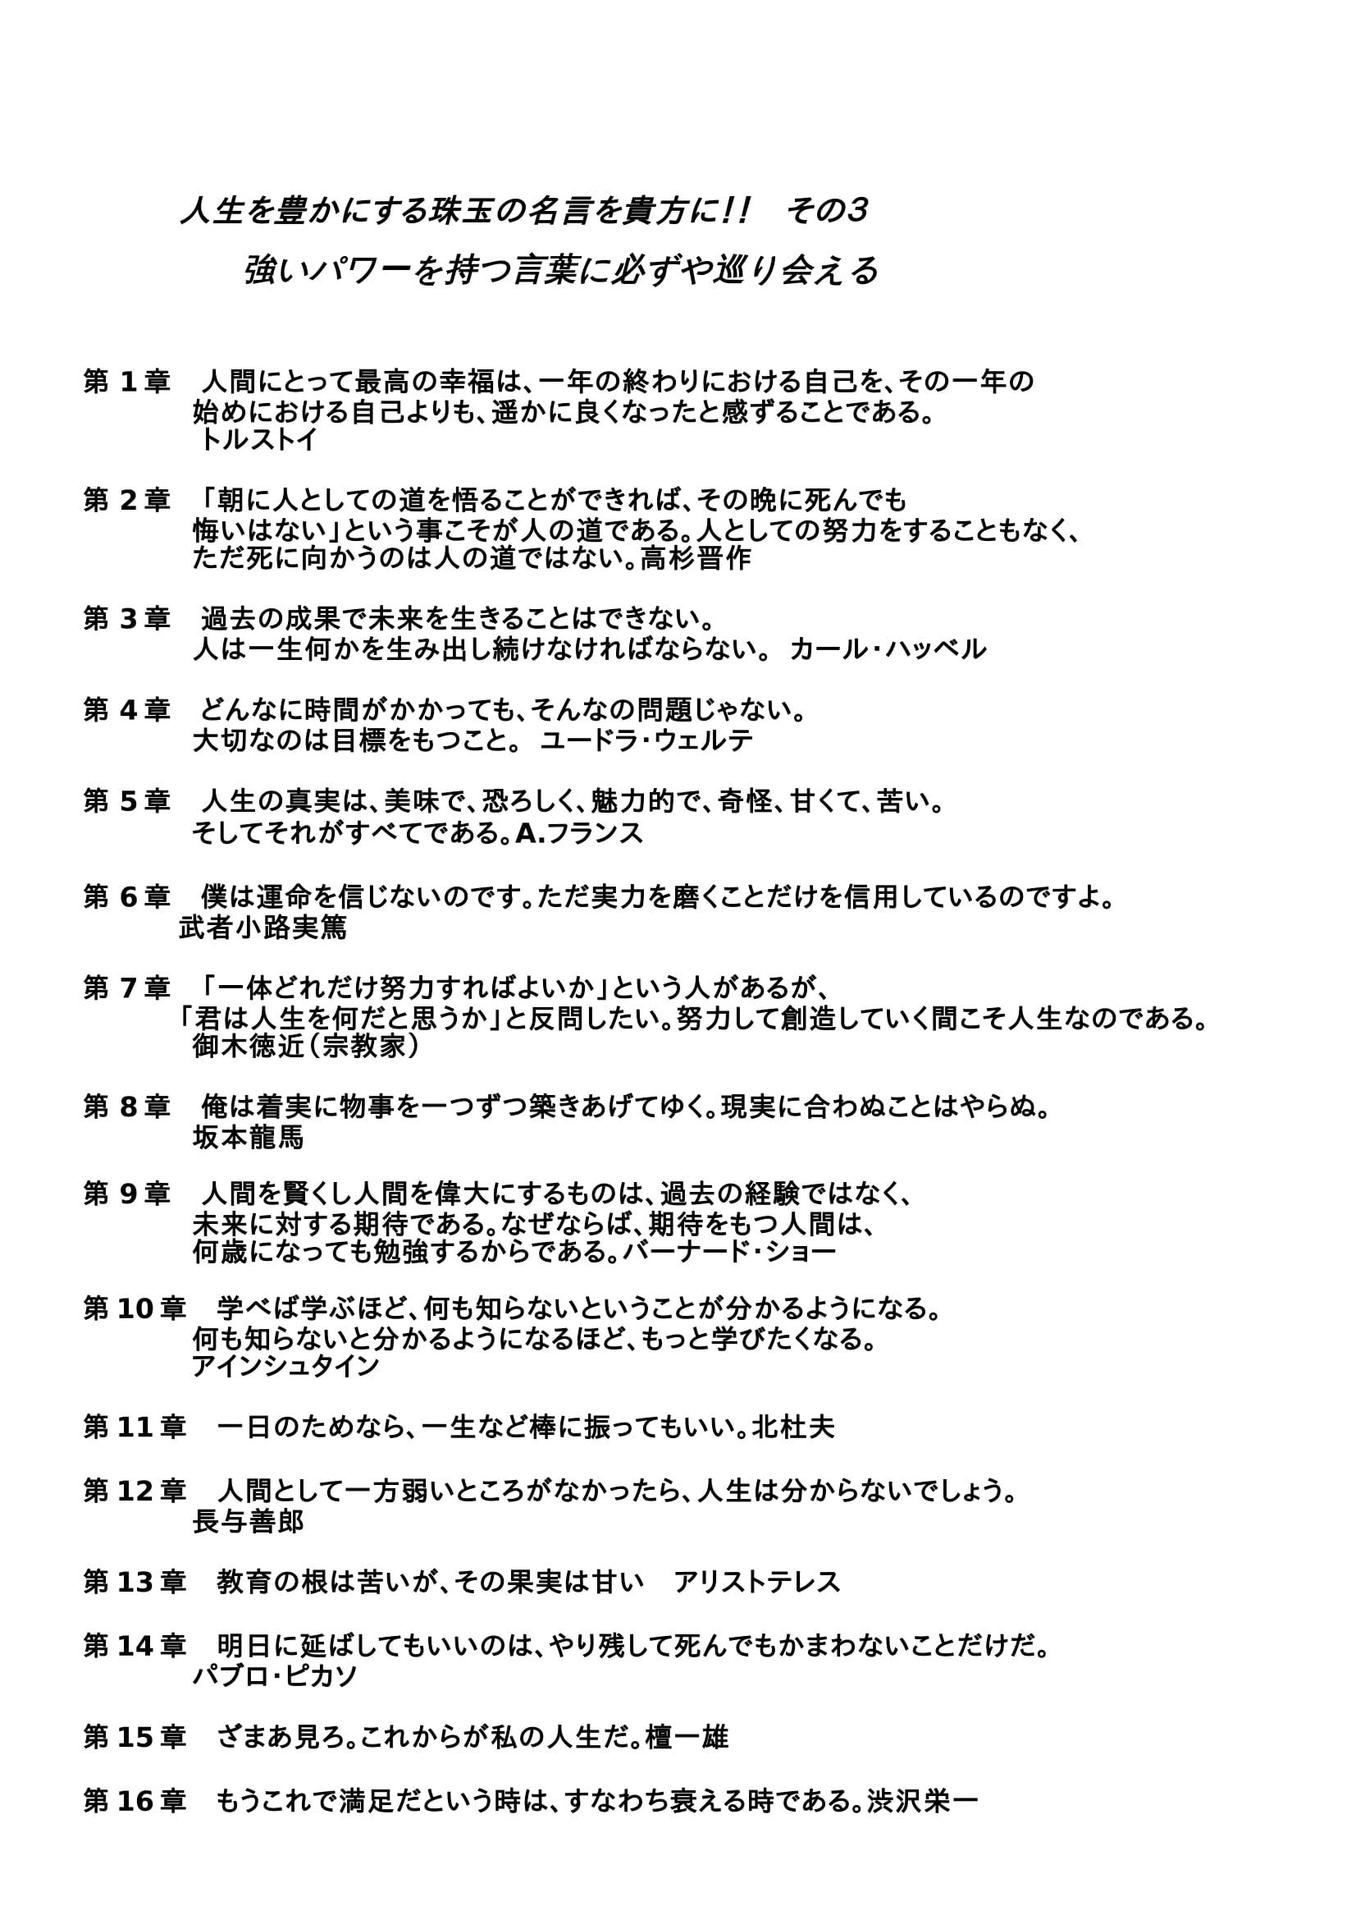 人生を豊かにする珠玉の名言を貴方に!!　その３
強いパワーを持つ言葉に必ずや巡り会える
第 1 章　人間にとって最高の幸福は、一年の終わりにおける自己を、その一年の
始めにおける自己よりも、遥かに良くなったと感ずることである。
トルストイ
第 2 章　「朝に人としての道を悟ることができれば、その晩に死んでも
悔いはない」という事こそが人の道である。人としての努力をすることもなく、
ただ死に向かうのは人の道ではない。高杉晋作
第 3 章　過去の成果で未来を生きることはできない。
人は一生何かを生み出し続けなければならない。　カール・ハッベル
第 4 章　どんなに時間がかかっても、そんなの問題じゃない。
大切なのは目標をもつこと。　ユードラ・ウェルテ
第 5 章　人生の真実は、美味で、恐ろしく、魅力的で、奇怪、甘くて、苦い。
そしてそれがすべてである。A.フランス
第 6 章　僕は運命を信じないのです。ただ実力を磨くことだけを信用しているのですよ。
武者小路実篤
第 7 章　「一体どれだけ努力すればよいか」という人があるが、
「君は人生を何だと思うか」と反問したい。努力して創造していく間こそ人生なのである。
御木徳近（宗教家）
第 8 章　俺は着実に物事を一つずつ築きあげてゆく。現実に合わぬことはやらぬ。
坂本龍馬
第 9 章　人間を賢くし人間を偉大にするものは、過去の経験ではなく、
未来に対する期待である。なぜならば、期待をもつ人間は、
何歳になっても勉強するからである。バーナード・ショー
第 10 章　学べば学ぶほど、何も知らないということが分かるようになる。
何も知らないと分かるようになるほど、もっと学びたくなる。
アインシュタイン
第 11 章　一日のためなら、一生など棒に振ってもいい。北杜夫
第 12 章　人間として一方弱いところがなかったら、人生は分からないでしょう。
長与善郎
第 13 章　教育の根は苦いが、その果実は甘い　アリストテレス
第 14 章　明日に延ばしてもいいのは、やり残して死んでもかまわないことだけだ。
パブロ・ピカソ
第 15 章　ざまあ見ろ。これからが私の人生だ。檀一雄
第 16 章　もうこれで満足だという時は、すなわち衰える時である。渋沢栄一